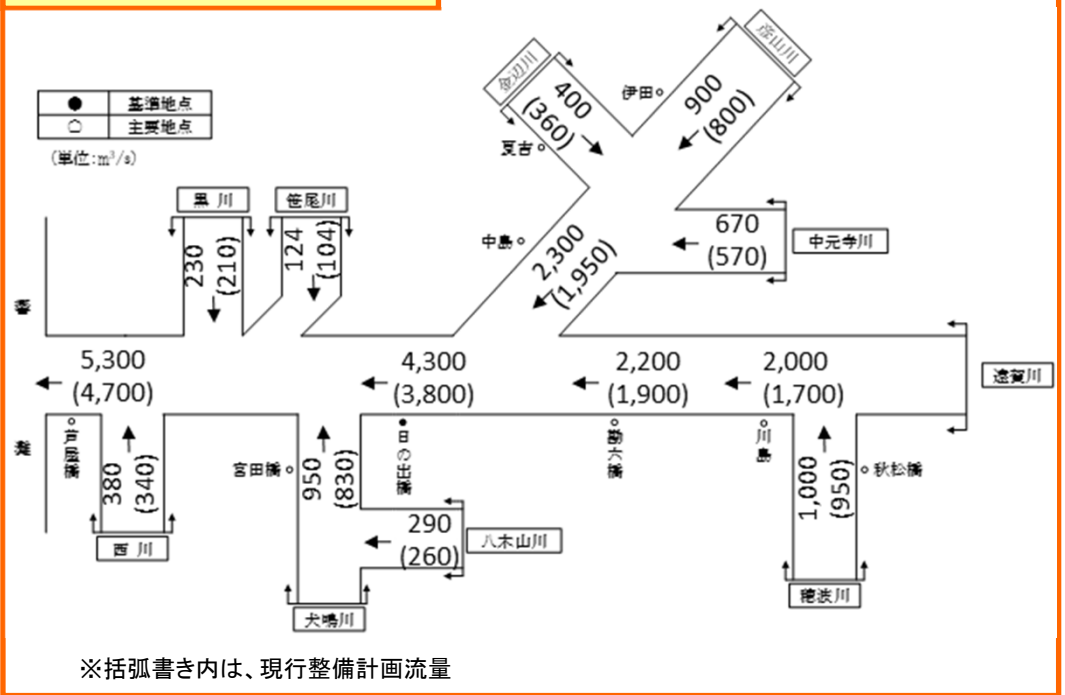 ● 基準地点
○ 主要地点
(単位:m³/s)
金辺川
彦山川
400
(360)
伊田
900
(800)
夏吉
黒川
笹尾川
中島
2,300
(1,950)
670
(570)
中元寺川
230
(210)
124
(104)
響
灘
5,300
(4,700)
4,300
(3,800)
2,200
(1,900)
2,000
(1,700)
遠賀川
芦屋橋
日の出橋
勘六橋
川島
380
(340)
宮田橋
950
(830)
1,000
(950)
秋松橋
290
(260)
八木山川
西川
犬鳴川
穂波川
※括弧書き内は、現行整備計画流量